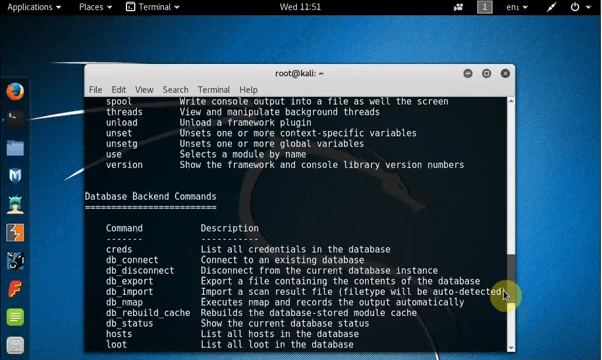 Applications Places Terminal Wed 11:51 1 en1
root@kali: ~
File Edit View Search Terminal Help
spool Write console output into a file as well the screen
threads View and manipulate background threads
unload Unload a framework plugin
unset Unsets one or more context-specific variables
unsetg Unsets one or more global variables
use Selects a module by name
version Show the framework and console library version numbers
Database Backend Commands
=========================
Command Description
------- -----------
creds List all credentials in the database
db_connect Connect to an existing database
db_disconnect Disconnect from the current database instance
db_export Export a file containing the contents of the database
db_import Import a scan result file (filetype will be auto-detected)
db_nmap Executes nmap and records the output automatically
db_rebuild_cache Rebuilds the database-stored module cache
db_status Show the current database status
hosts List all hosts in the database
loot List all loot in the database